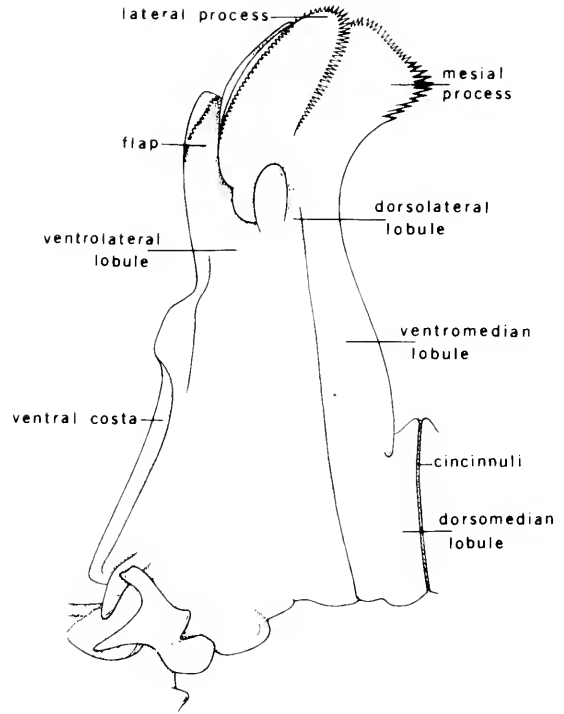 lateral process
mesial
process
flap
dorsolateral
lobule
ventrolateral
lobule
ventromedian
lobule
ventral costa
cincinnuli
dorsomedian
lobule